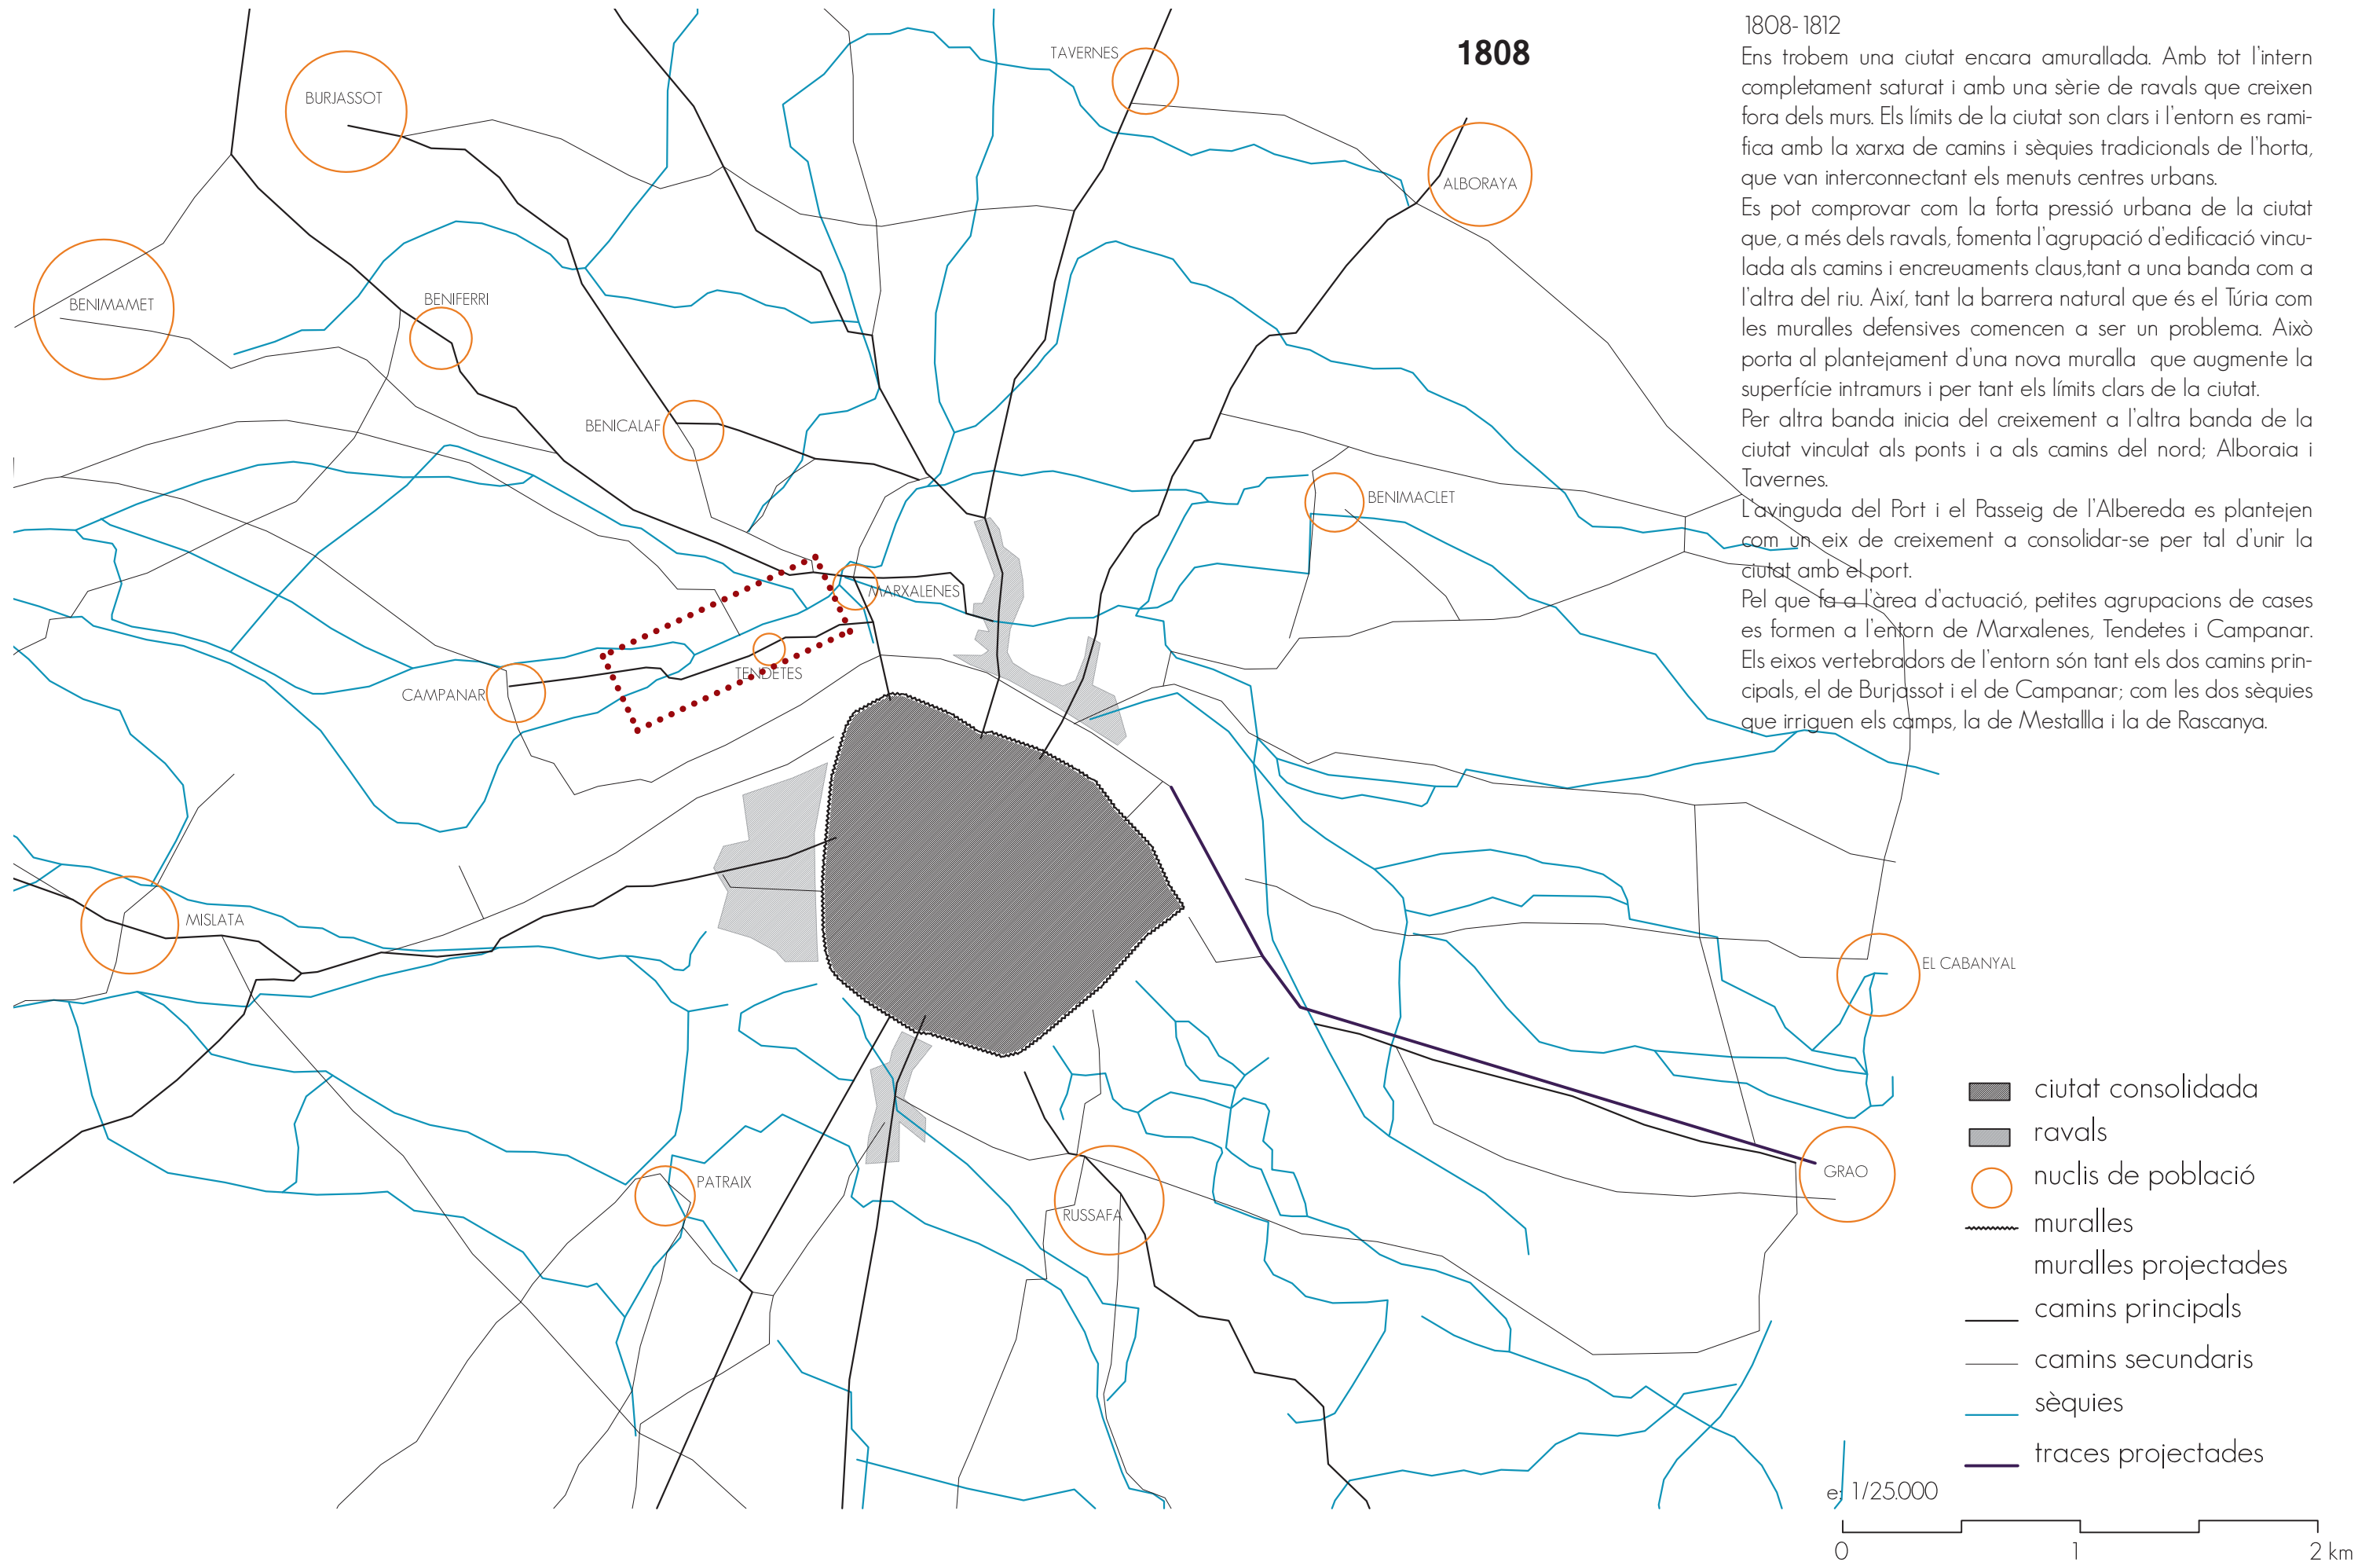 1808
1808-1812
Ens trobem una ciutat encara amurallada. Amb tot l'intern
completament saturat i amb una sèrie de ravals que creixen
fora dels murs. Els límits de la ciutat son clars i l'entorn es rami-
fica amb la xarxa de camins i sèquies tradicionals de l'horta,
que van interconnectant els menuts centres urbans.
Es pot comprovar com la forta pressió urbana de la ciutat
que, a més dels ravals, fomenta l'agrupació d'edificació vincu-
lada als camins i encreuaments claus,tant a una banda com a
l'altra del riu. Així, tant la barrera natural que és el Túria com
les muralles defensives comencen a ser un problema. Això
porta al plantejament d'una nova muralla que augmente la
superfície intramurs i per tant els límits clars de la ciutat.
Per altra banda inicia del creixement a l'altra banda de la
ciutat vinculat als ponts i a als camins del nord; Alboraia i
Tavernes.
L'avinguda del Port i el Passeig de l'Albereda es plantejen
com un eix de creixement a consolidar-se per tal d'unir la
ciutat amb el port.
Pel que fa a l'àrea d'actuació, petites agrupacions de cases
es formen a l'entorn de Marxalenes, Tendetes i Campanar.
Els eixos vertebradors de l'entorn són tant els dos camins prin-
cipals, el de Burjassot i el de Campanar; com les dos sèquies
que irriguen els camps, la de Mestallla i la de Rascanya.
TAVERNES
BURJASSOT
ALBORAYA
BENIMAMET
BENIFERRI
BENICALAF
BENIMACLET
MARXALENES
TENDETES
CAMPANAR
MISLATA
EL CABANYAL
GRAO
PATRAIX
RUSSAFA
ciutat consolidada
ravals
nuclis de població
muralles
muralles projectades
camins principals
camins secundaris
sèquies
traces projectades
e: 1/25.000
0 1 2 km